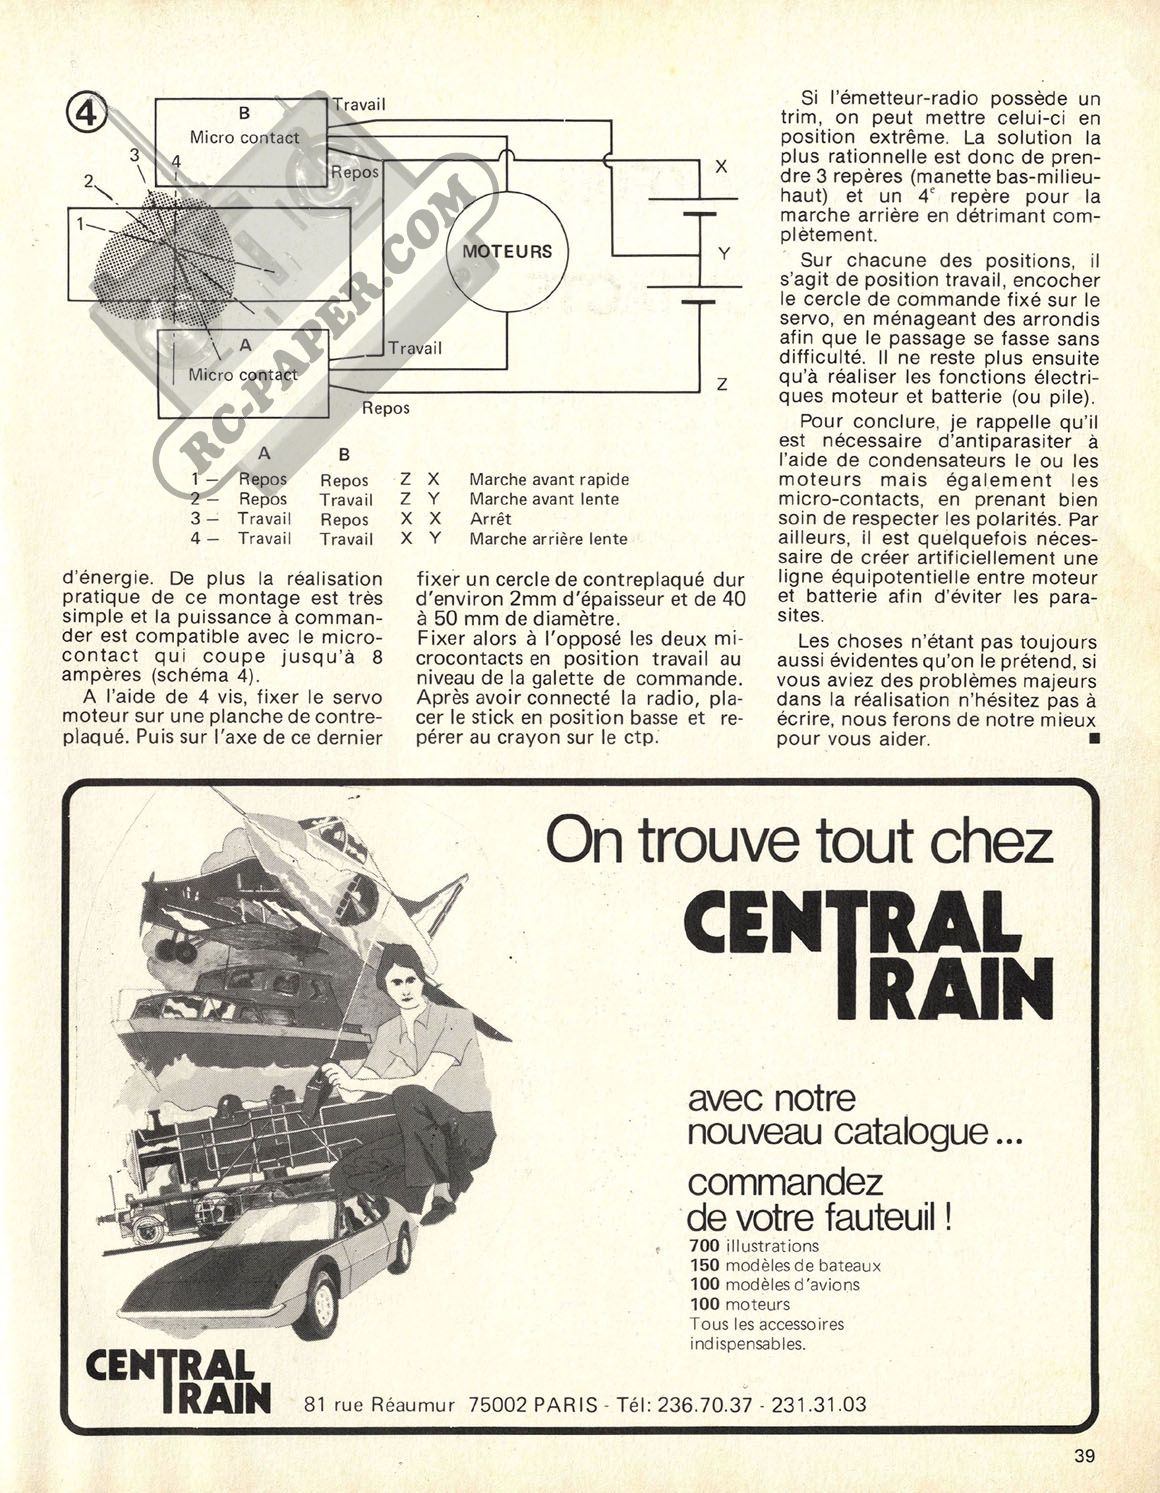 4
B
Micro contact
Travail
Repos
1
2
3
4
MOTEURS
X
Y
Z
A
Micro contact
Travail
Repos
RC-PAPER.COM
A B
1 — Repos Repos Z X Marche avant rapide
2 — Repos Travail Z Y Marche avant lente
3 — Travail Repos X X Arrêt
4 — Travail Travail X Y Marche arrière lente
d'énergie. De plus la réalisation
pratique de ce montage est très
simple et la puissance à comman-
der est compatible avec le micro-
contact qui coupe jusqu'à 8
ampères (schéma 4).
A l'aide de 4 vis, fixer le servo
moteur sur une planche de contre-
plaqué. Puis sur l'axe de ce dernier
fixer un cercle de contreplaqué dur
d'environ 2mm d'épaisseur et de 40
à 50 mm de diamètre.
Fixer alors à l'opposé les deux mi-
crocontacts en position travail au
niveau de la galette de commande.
Après avoir connecté la radio, pla-
cer le stick en position basse et re-
pérer au crayon sur le ctp.
Si l'émetteur-radio possède un
trim, on peut mettre celui-ci en
position extrême. La solution la
plus rationnelle est donc de pren-
dre 3 repères (manette bas-milieu-
haut) et un 4e repère pour la
marche arrière en détrimant com-
plètement.
Sur chacune des positions, il
s'agit de position travail, encocher
le cercle de commande fixé sur le
servo, en ménageant des arrondis
afin que le passage se fasse sans
difficulté. Il ne reste plus ensuite
qu'à réaliser les fonctions électri-
ques moteur et batterie (ou pile).
Pour conclure, je rappelle qu'il
est nécessaire d'antiparasiter à
l'aide de condensateurs le ou les
moteurs mais également les
micro-contacts, en prenant bien
soin de respecter les polarités. Par
ailleurs, il est quelquefois néces-
saire de créer artificiellement une
ligne équipotentielle entre moteur
et batterie afin d'éviter les para-
sites.
Les choses n'étant pas toujours
aussi évidentes qu'on le prétend, si
vous aviez des problèmes majeurs
dans la réalisation n'hésitez pas à
écrire, nous ferons de notre mieux
pour vous aider. ■
On trouve tout chez
CENTRAL
TRAIN
avec notre
nouveau catalogue...
commandez
de votre fauteuil !
700 illustrations
150 modèles de bateaux
100 modèles d'avions
100 moteurs
Tous les accessoires
indispensables.
CENTRAL
TRAIN
81 rue Réaumur 75002 PARIS - Tél: 236.70.37 - 231.31.03
39